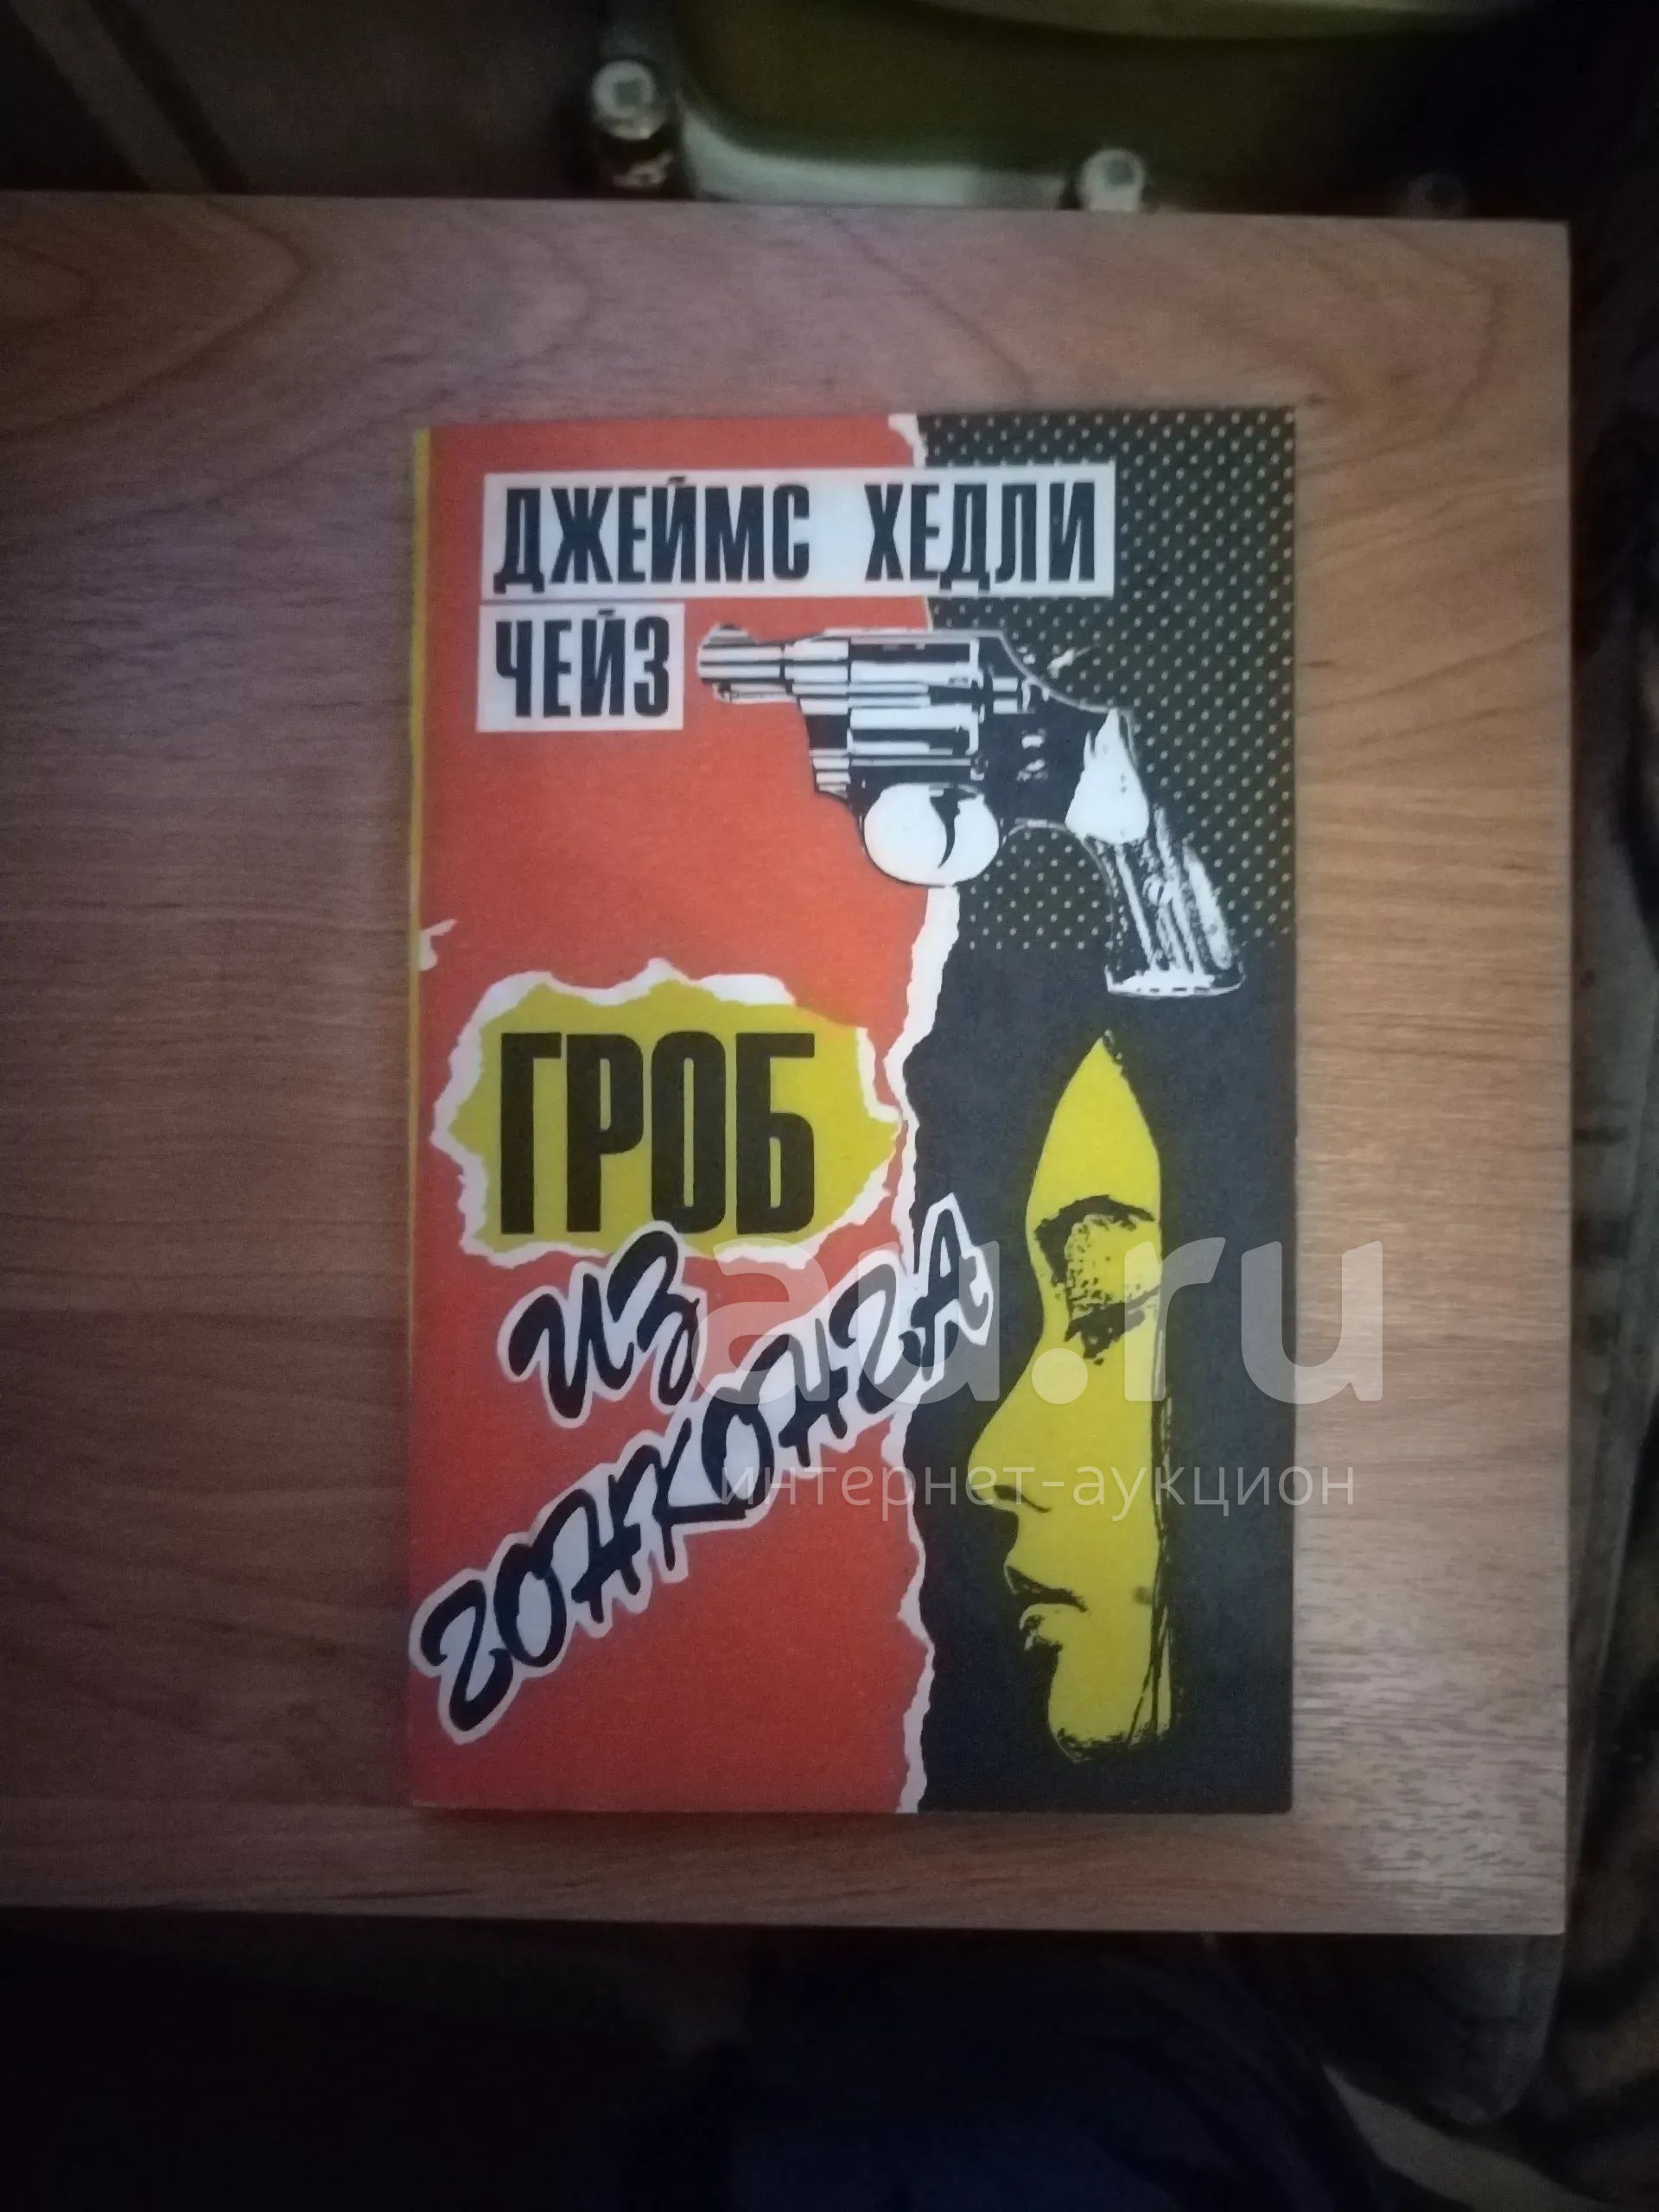 ДЖЕЙМС ХЕДЛИ
ЧЕЙЗ
ГРОБ
ИЗ
ГОНКОНГА
au.ru
интернет-аукцион